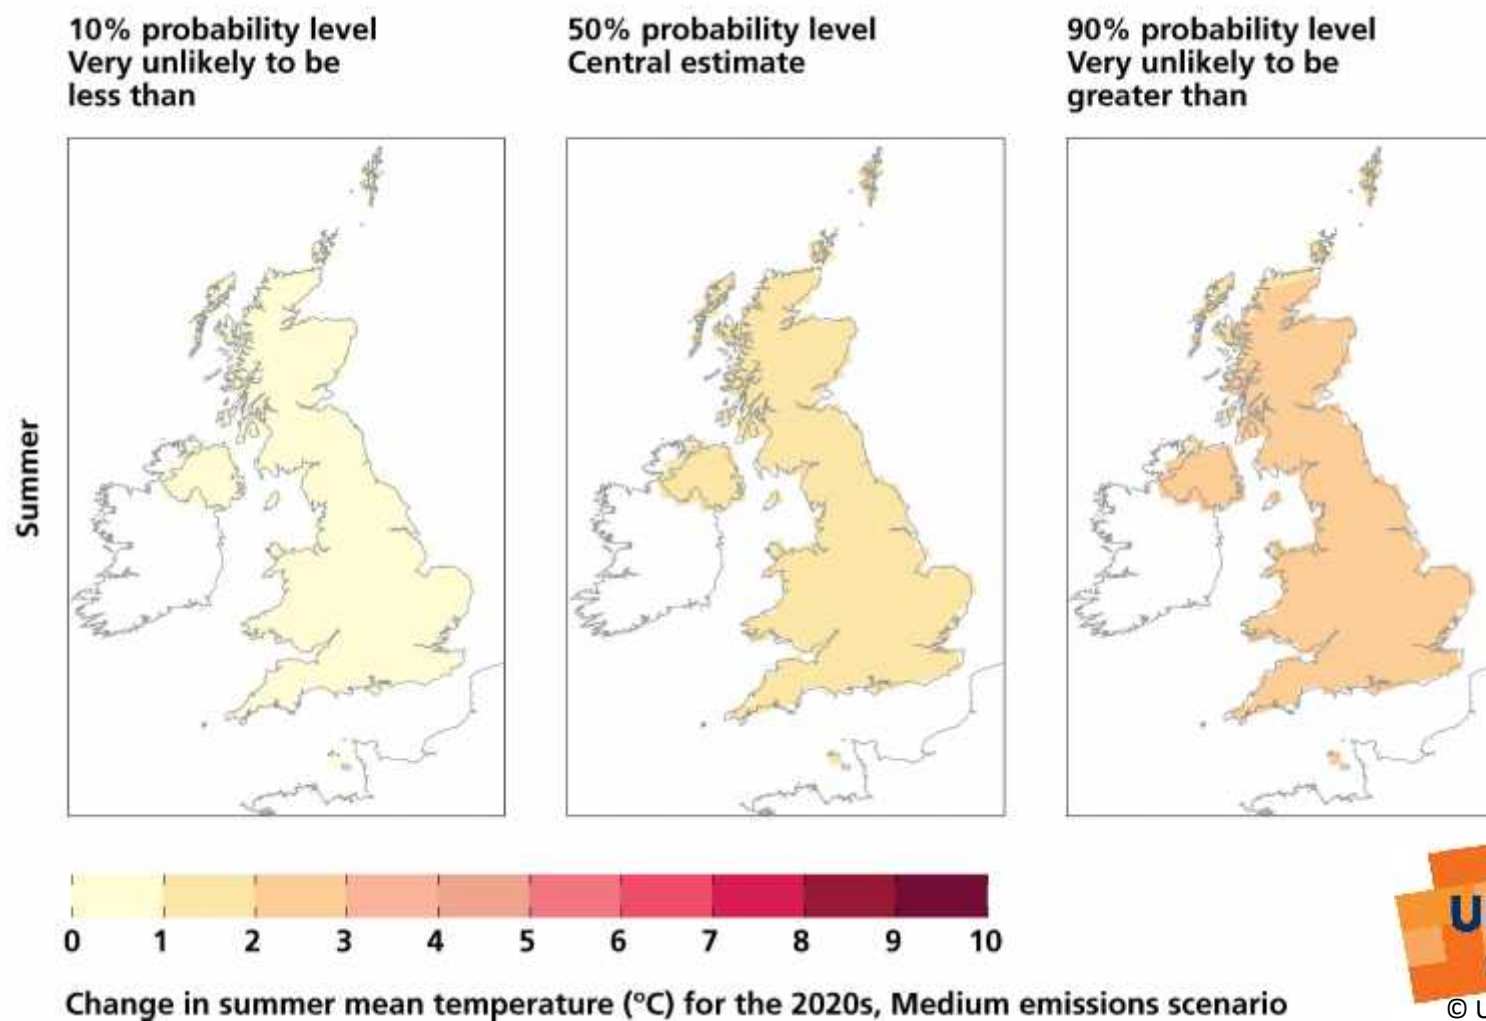 10% probability level
Very unlikely to be
less than
50% probability level
Central estimate
90% probability level
Very unlikely to be
greater than
Summer
0 1 2 3 4 5 6 7 8 9 10
Change in summer mean temperature (ºC) for the 2020s, Medium emissions scenario
U
© U